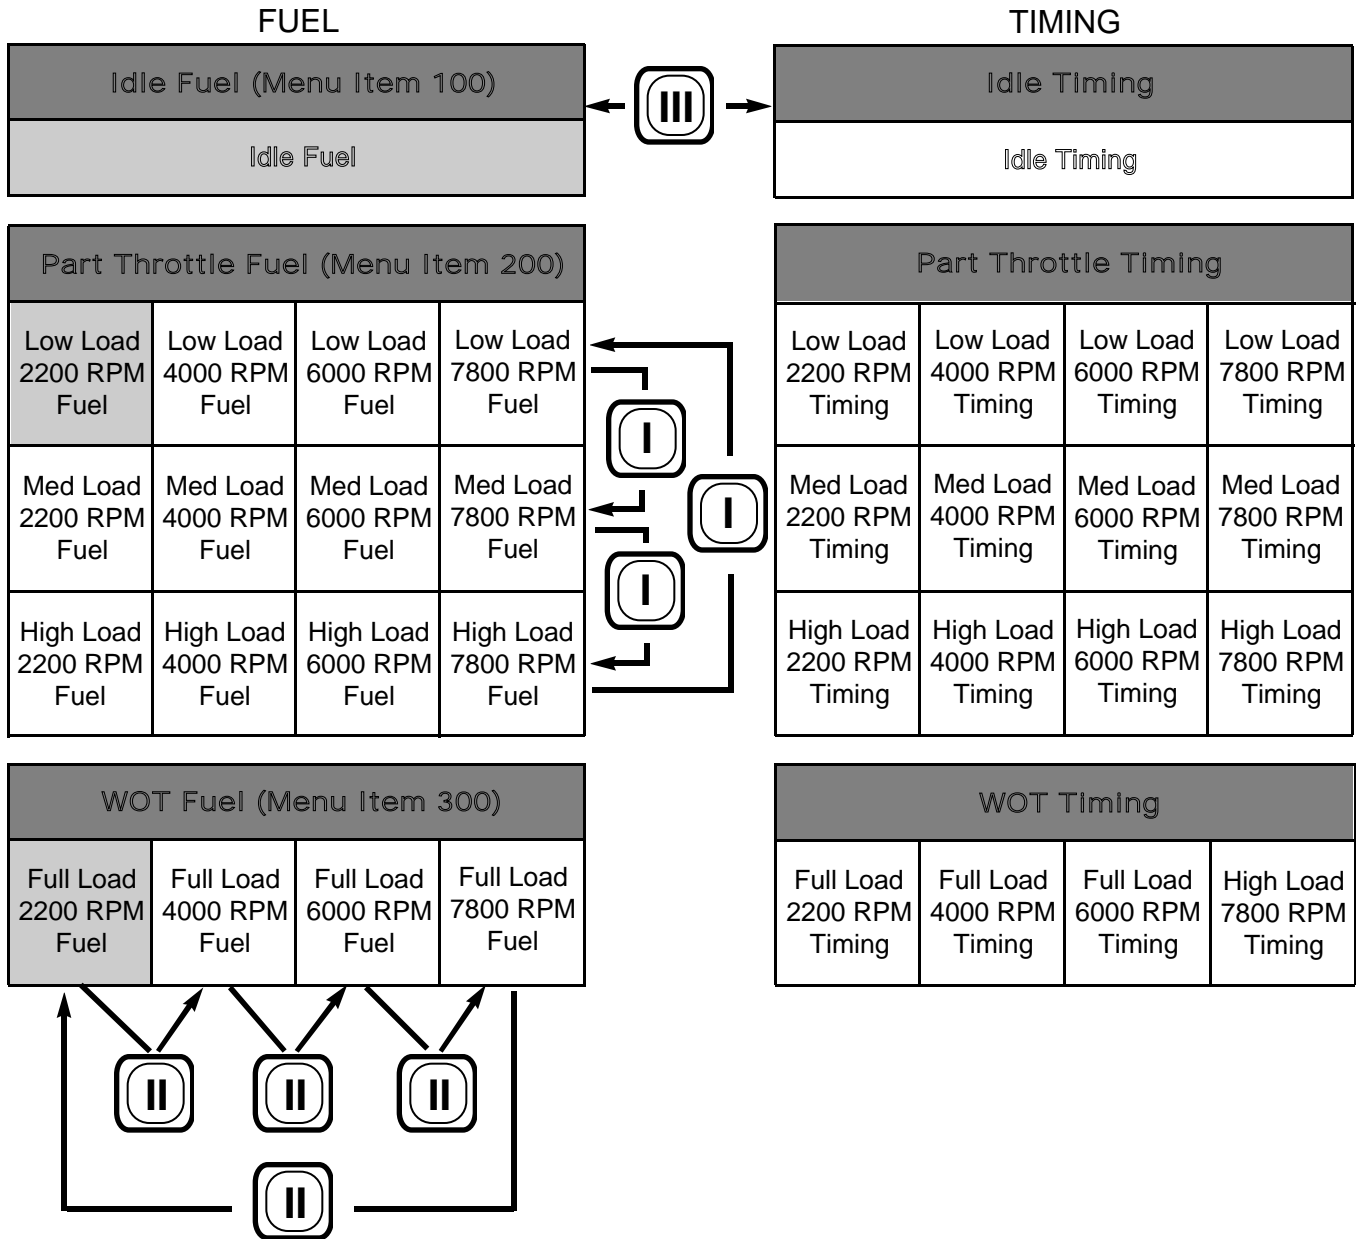 FUEL
TIMING
Idle Fuel (Menu Item 100)
Idle Fuel
III
Idle Timing
Idle Timing
Part Throttle Fuel (Menu Item 200)
Low Load
2200 RPM
Fuel
Low Load
4000 RPM
Fuel
Low Load
6000 RPM
Fuel
Low Load
7800 RPM
Fuel
Med Load
2200 RPM
Fuel
Med Load
4000 RPM
Fuel
Med Load
6000 RPM
Fuel
Med Load
7800 RPM
Fuel
High Load
2200 RPM
Fuel
High Load
4000 RPM
Fuel
High Load
6000 RPM
Fuel
High Load
7800 RPM
Fuel
I
I
I
Part Throttle Timing
Low Load
2200 RPM
Timing
Low Load
4000 RPM
Timing
Low Load
6000 RPM
Timing
Low Load
7800 RPM
Timing
Med Load
2200 RPM
Timing
Med Load
4000 RPM
Timing
Med Load
6000 RPM
Timing
Med Load
7800 RPM
Timing
High Load
2200 RPM
Timing
High Load
4000 RPM
Timing
High Load
6000 RPM
Timing
High Load
7800 RPM
Timing
WOT Fuel (Menu Item 300)
Full Load
2200 RPM
Fuel
Full Load
4000 RPM
Fuel
Full Load
6000 RPM
Fuel
Full Load
7800 RPM
Fuel
II
II
II
II
WOT Timing
Full Load
2200 RPM
Timing
Full Load
4000 RPM
Timing
Full Load
6000 RPM
Timing
High Load
7800 RPM
Timing